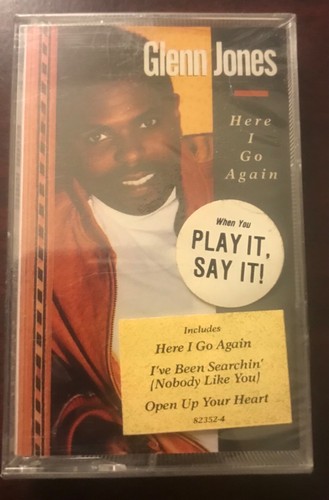 Glenn Jones
Here
I
Go
Again
When You
PLAY IT,
SAY IT!
Includes
Here I Go Again
I've Been Searchin'
(Nobody Like You)
Open Up Your Heart
82352-4